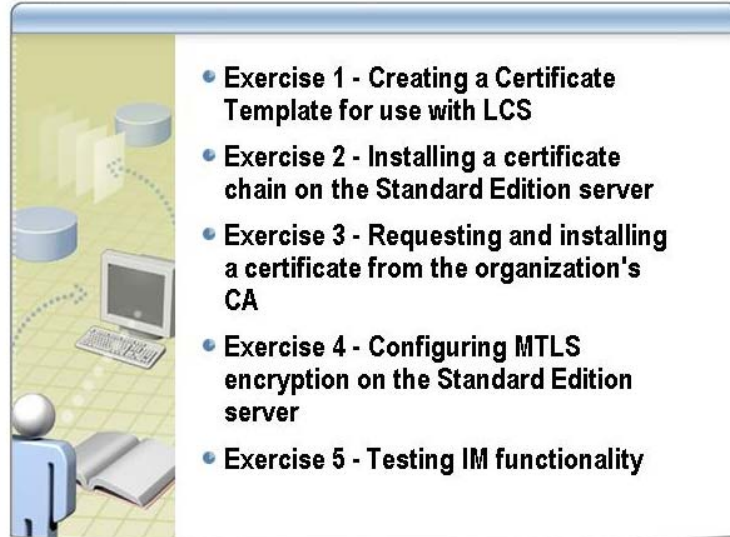 Exercise 1 - Creating a Certificate
Template for use with LCS
Exercise 2 - Installing a certificate
chain on the Standard Edition server
Exercise 3 - Requesting and installing
a certificate from the organization's
CA
Exercise 4 - Configuring MTLS
encryption on the Standard Edition
server
Exercise 5 - Testing IM functionality